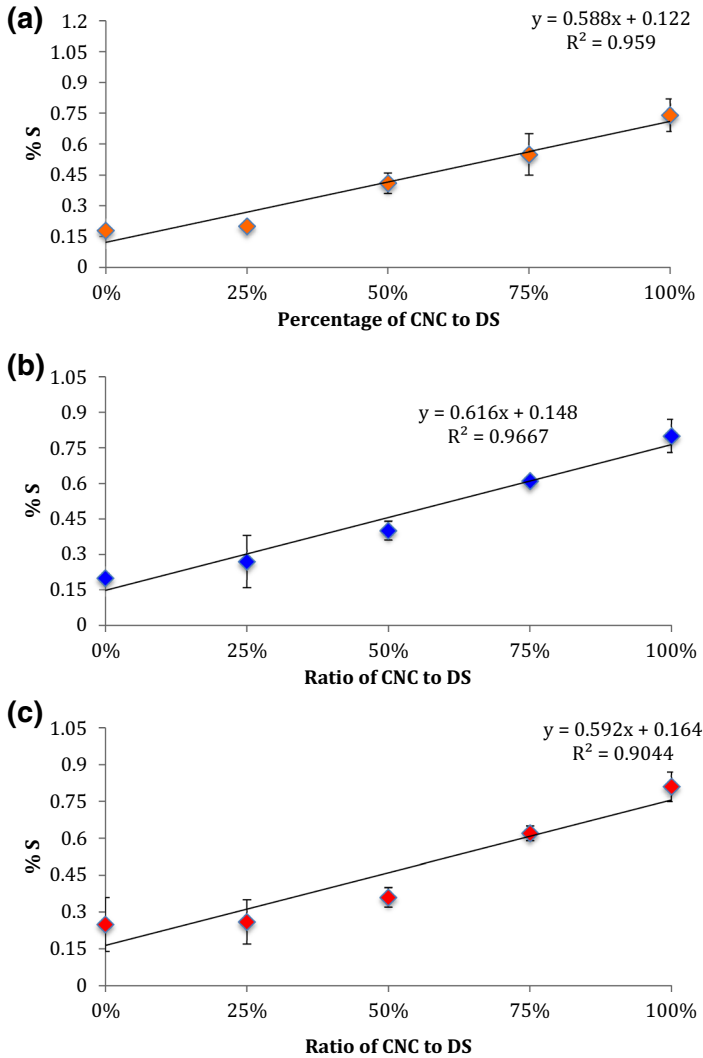 (a)
y = 0.588x + 0.122
R² = 0.959
1.2
1.05
0.9
0.75
0.6
0.45
0.3
0.15
0
% S
0% 25% 50% 75% 100%
Percentage of CNC to DS
(b)
y = 0.616x + 0.148
R² = 0.9667
1.05
0.9
0.75
0.6
0.45
0.3
0.15
0
% S
0% 25% 50% 75% 100%
Ratio of CNC to DS
(c)
y = 0.592x + 0.164
R² = 0.9044
1.05
0.9
0.75
0.6
0.45
0.3
0.15
0
% S
0% 25% 50% 75% 100%
Ratio of CNC to DS